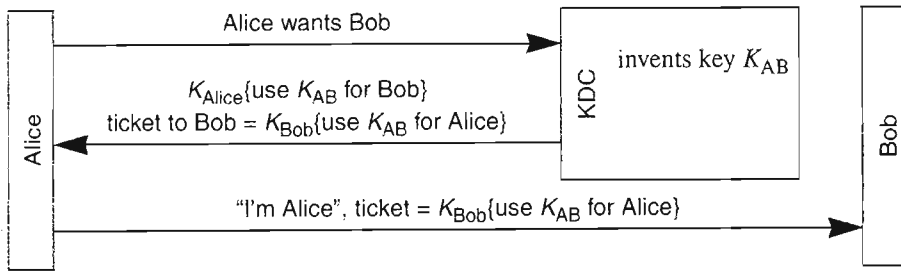 Alice wants Bob
invents key K_AB
K_Alice{use K_AB for Bob}
ticket to Bob = K_Bob{use K_AB for Alice}
KDC
Alice
Bob
"I'm Alice", ticket = K_Bob{use K_AB for Alice}